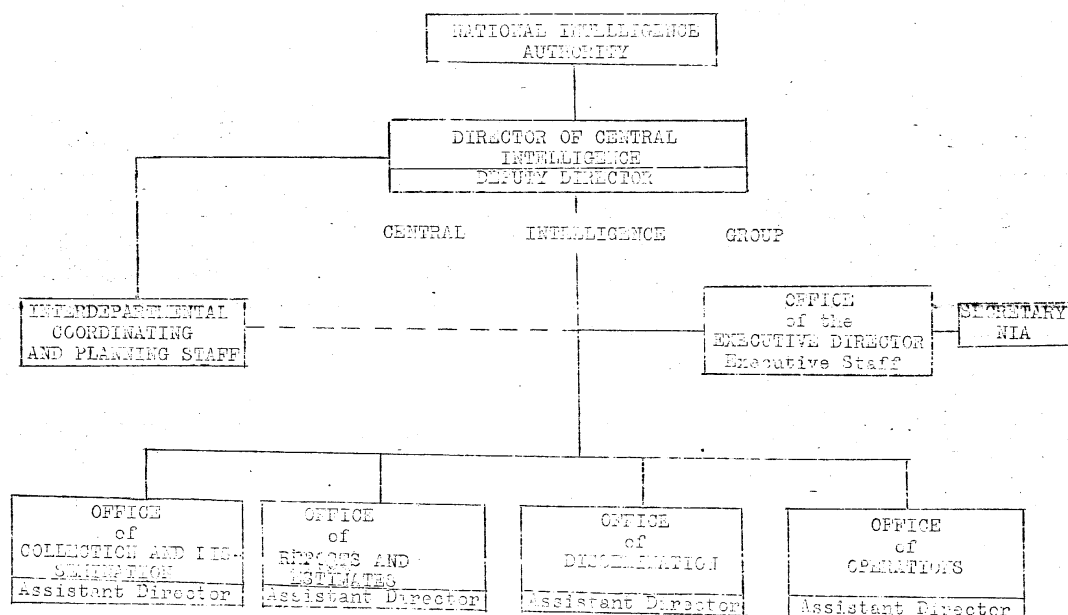 NATIONAL INTELLIGENCE
AUTHORITY
DIRECTOR OF CENTRAL
INTELLIGENCE
DEPUTY DIRECTOR
CENTRAL INTELLIGENCE GROUP
INTERDEPARTMENTAL
COORDINATING
AND PLANNING STAFF
OFFICE
of the
EXECUTIVE DIRECTOR
Executive Staff
SECRETARY
NIA
OFFICE
of
COLLECTION AND DIS-
SEMINATION
Assistant Director
OFFICE
of
REPORTS AND
ESTIMATES
Assistant Director
OFFICE
of
Assistant Director
OFFICE
of
OPERATIONS
Assistant Director